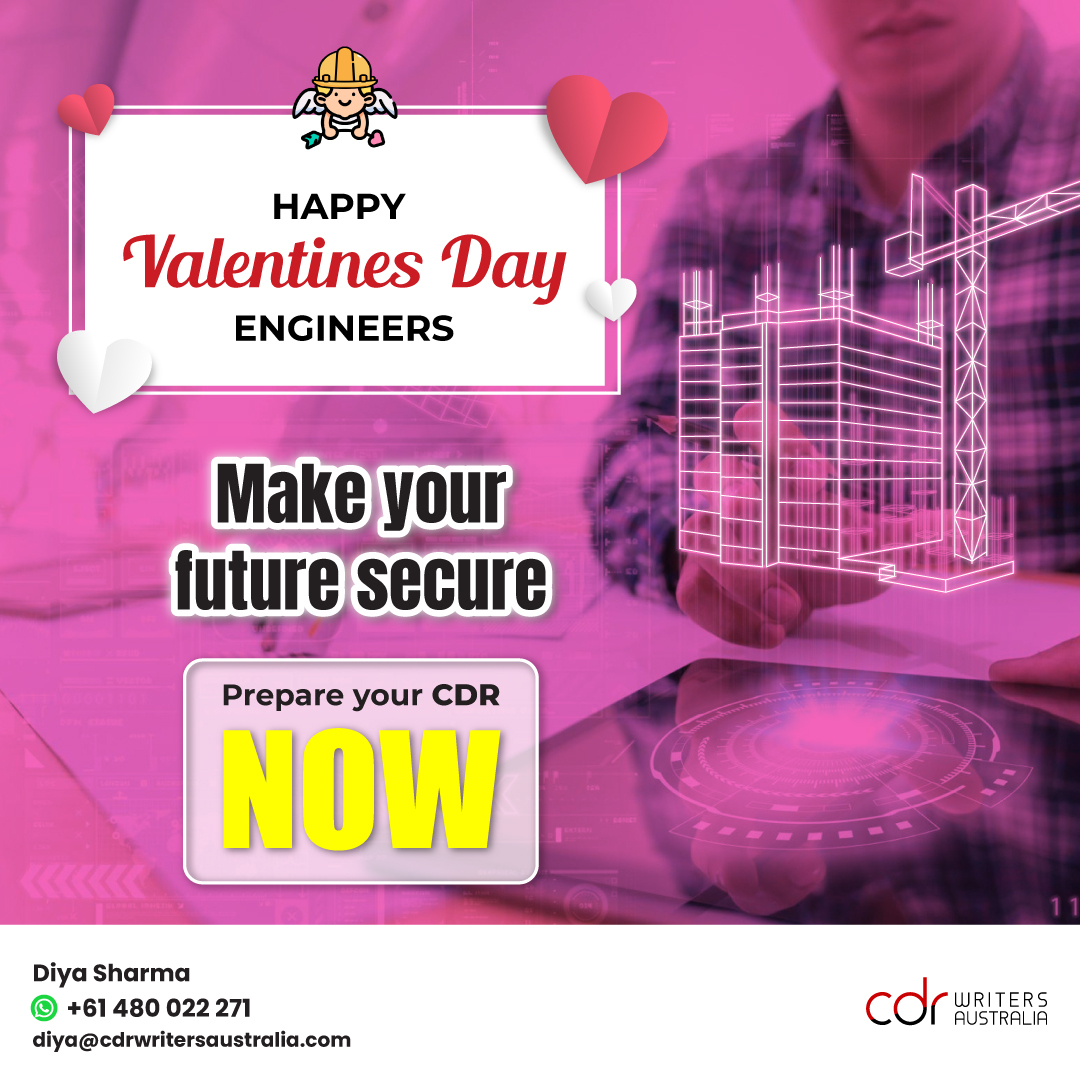 HAPPY
Valentines Day
ENGINEERS
Make your
future secure
Prepare your CDR
NOW
11
Diya Sharma
+61 480 022 271
diya@cdrwritersaustralia.com
cdr WRITERS
AUSTRALIA